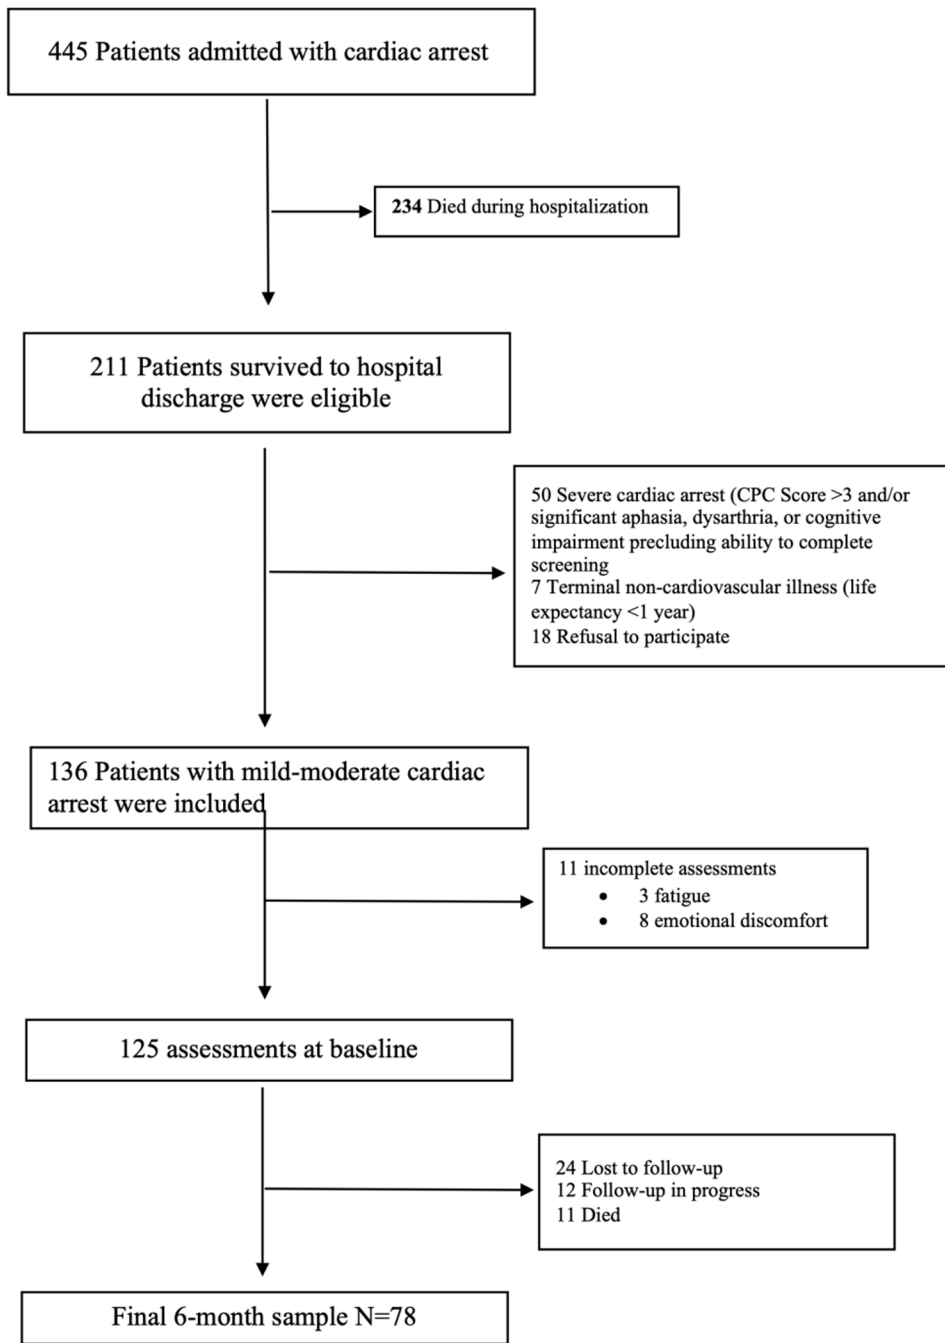 445 Patients admitted with cardiac arrest
234 Died during hospitalization
211 Patients survived to hospital
discharge were eligible
50 Severe cardiac arrest (CPC Score >3 and/or
significant aphasia, dysarthria, or cognitive
impairment precluding ability to complete
screening
7 Terminal non-cardiovascular illness (life
expectancy <1 year)
18 Refusal to participate
136 Patients with mild-moderate cardiac
arrest were included
11 incomplete assessments
• 3 fatigue
• 8 emotional discomfort
125 assessments at baseline
24 Lost to follow-up
12 Follow-up in progress
11 Died
Final 6-month sample N=78